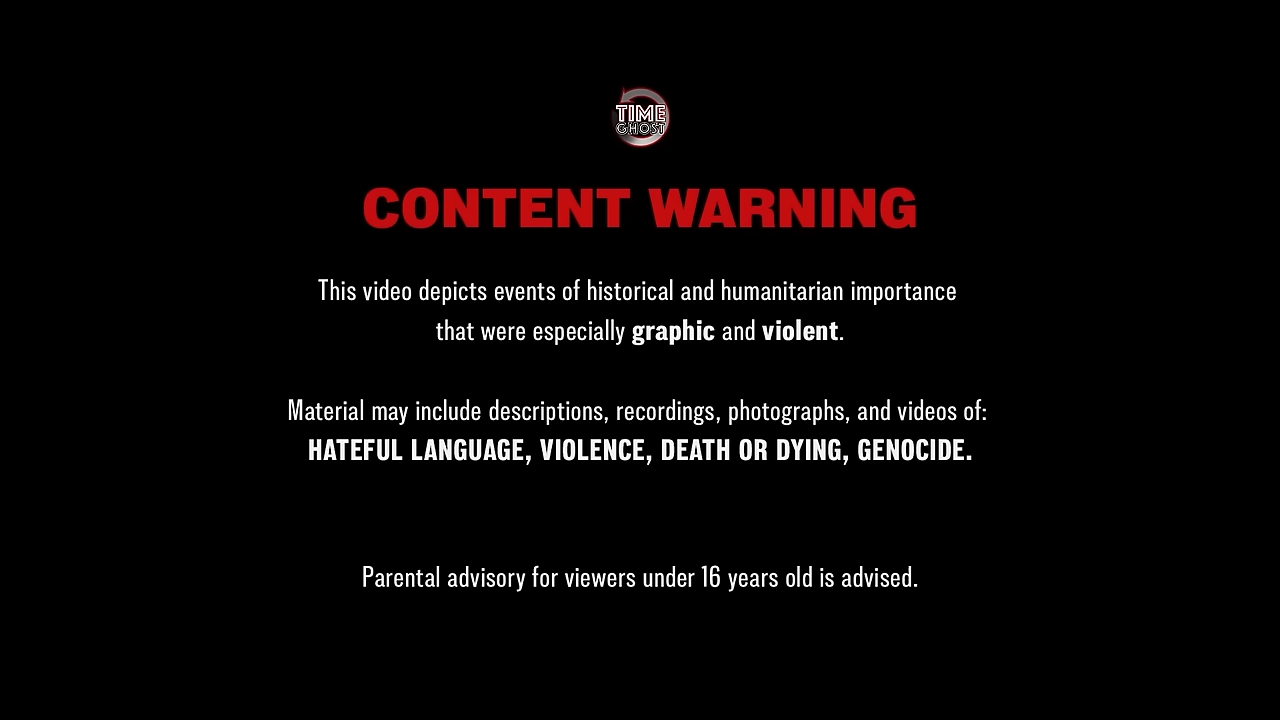 TIME
GHOST
CONTENT WARNING
This video depicts events of historical and humanitarian importance
that were especially graphic and violent.
Material may include descriptions, recordings, photographs, and videos of:
HATEFUL LANGUAGE, VIOLENCE, DEATH OR DYING, GENOCIDE.
Parental advisory for viewers under 16 years old is advised.